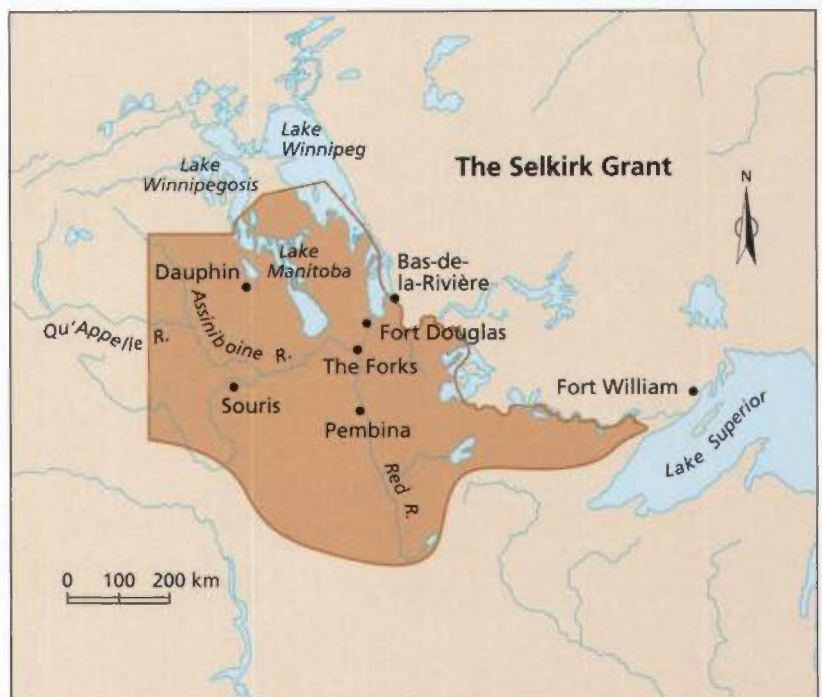 Lake
Winnipeg
Lake
Winnipegosis
The Selkirk Grant
N
Lake
Manitoba
Bas-de-
la-Rivière
Dauphin
Assiniboine R.
Qu'Appelle R.
Fort Douglas
The Forks
Souris
Fort William
Pembina
Lake Superior
Red R.
0 100 200 km